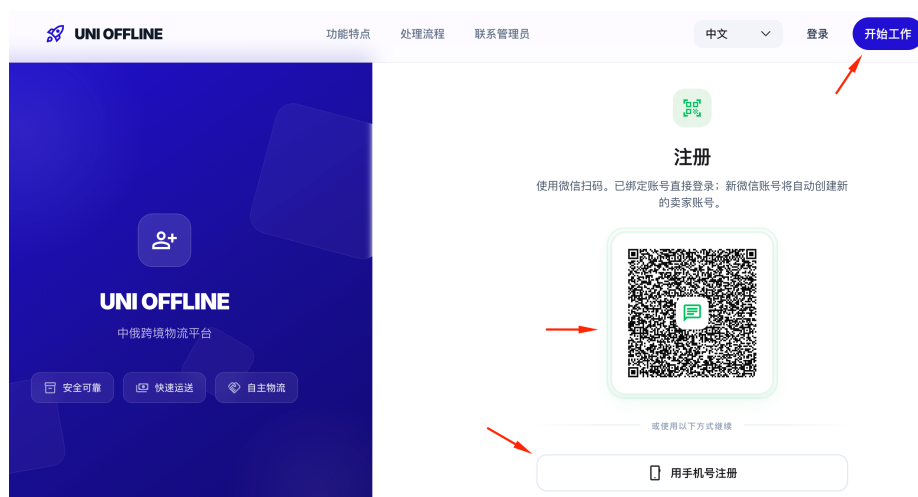 UNI OFFLINE
功能特点
处理流程
联系管理员
中文
登录
开始工作
UNI OFFLINE
中俄跨境物流平台
安全可靠
快速运送
自主物流
注册
使用微信扫码。已绑定账号直接登录；新微信账号将自动创建新
的卖家账号。
或使用以下方式继续
用手机号注册